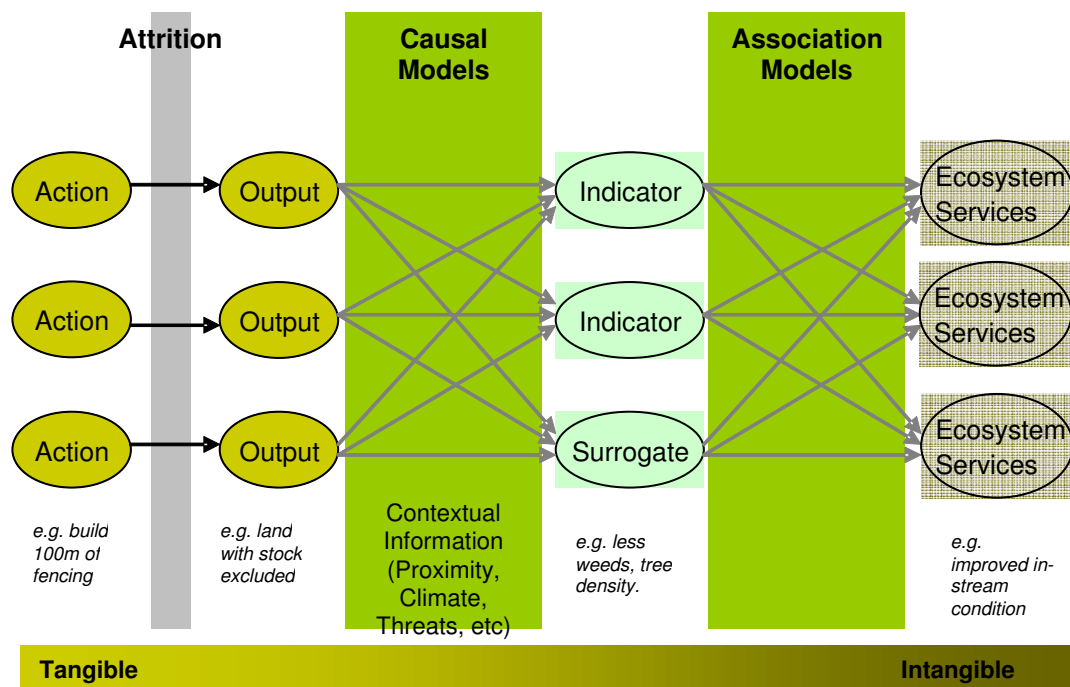 Attrition
Causal
Models
Association
Models
Action
Output
Indicator
Ecosystem
Services
Action
Output
Indicator
Ecosystem
Services
Action
Output
Surrogate
Ecosystem
Services
e.g. build
100m of
fencing
e.g. land
with stock
excluded
Contextual
Information
(Proximity,
Climate,
Threats, etc)
e.g. less
weeds, tree
density.
e.g.
improved in-
stream
condition
Tangible
Intangible